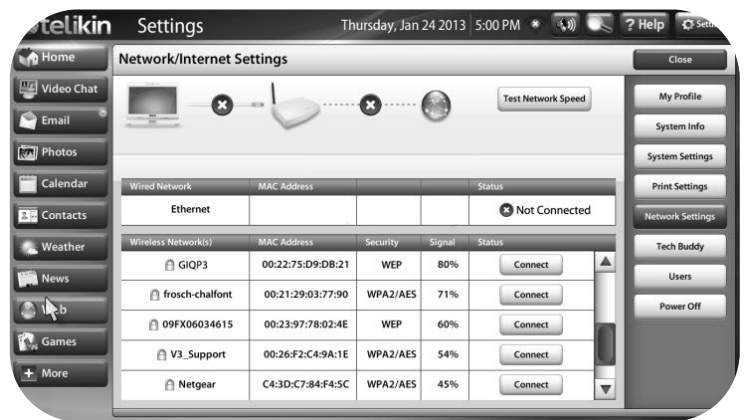 telikin Settings Thursday, Jan 24 2013 5:00 PM ? Help
Home
Video Chat
Email
Photos
Calendar
Contacts
Weather
News
Games
+ More
Network/Internet Settings
Test Network Speed
Wired Network MAC Address Status
Ethernet Not Connected
Wireless Network(s) MAC Address Security Signal Status
GIQP3 00:22:75:D9:DB:21 WEP 80% Connect
frosch-chalfont 00:21:29:03:77:90 WPA2/AES 71% Connect
09FX06034615 00:23:97:78:02:4E WEP 60% Connect
V3_Support 00:26:F2:C4:9A:1E WPA2/AES 54% Connect
Netgear C4:3D:C7:84:F4:5C WPA2/AES 45% Connect
Close
My Profile
System Info
System Settings
Print Settings
Network Settings
Tech Buddy
Users
Power Off